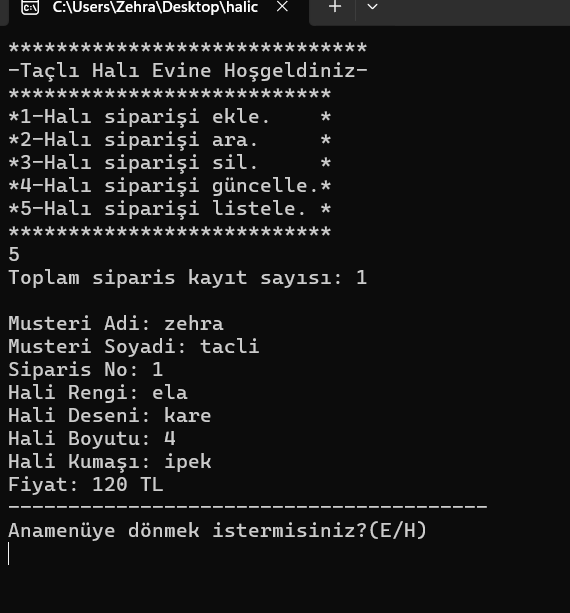 C:\Users\Zehra\Desktop\halic
******************************
-Taçlı Halı Evine Hoşgeldiniz-
***************************
*1-Halı siparişi ekle.    *
*2-Halı siparişi ara.     *
*3-Halı siparişi sil.     *
*4-Halı siparişi güncelle.*
*5-Halı siparişi listele. *
***************************
5
Toplam siparis kayıt sayısı: 1
Musteri Adi: zehra
Musteri Soyadi: tacli
Siparis No: 1
Hali Rengi: ela
Hali Deseni: kare
Hali Boyutu: 4
Hali Kumaşı: ipek
Fiyat: 120 TL
----------------------------------------
Anamenüye dönmek istermisiniz?(E/H)